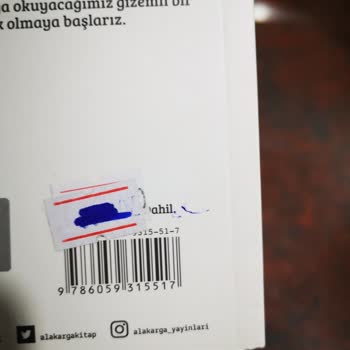 okuyacağımız gizemli bir
olmaya başlarız.
ahil.
315-51-7
9 786059 315517
alakargakitap alakarga_yayinlari